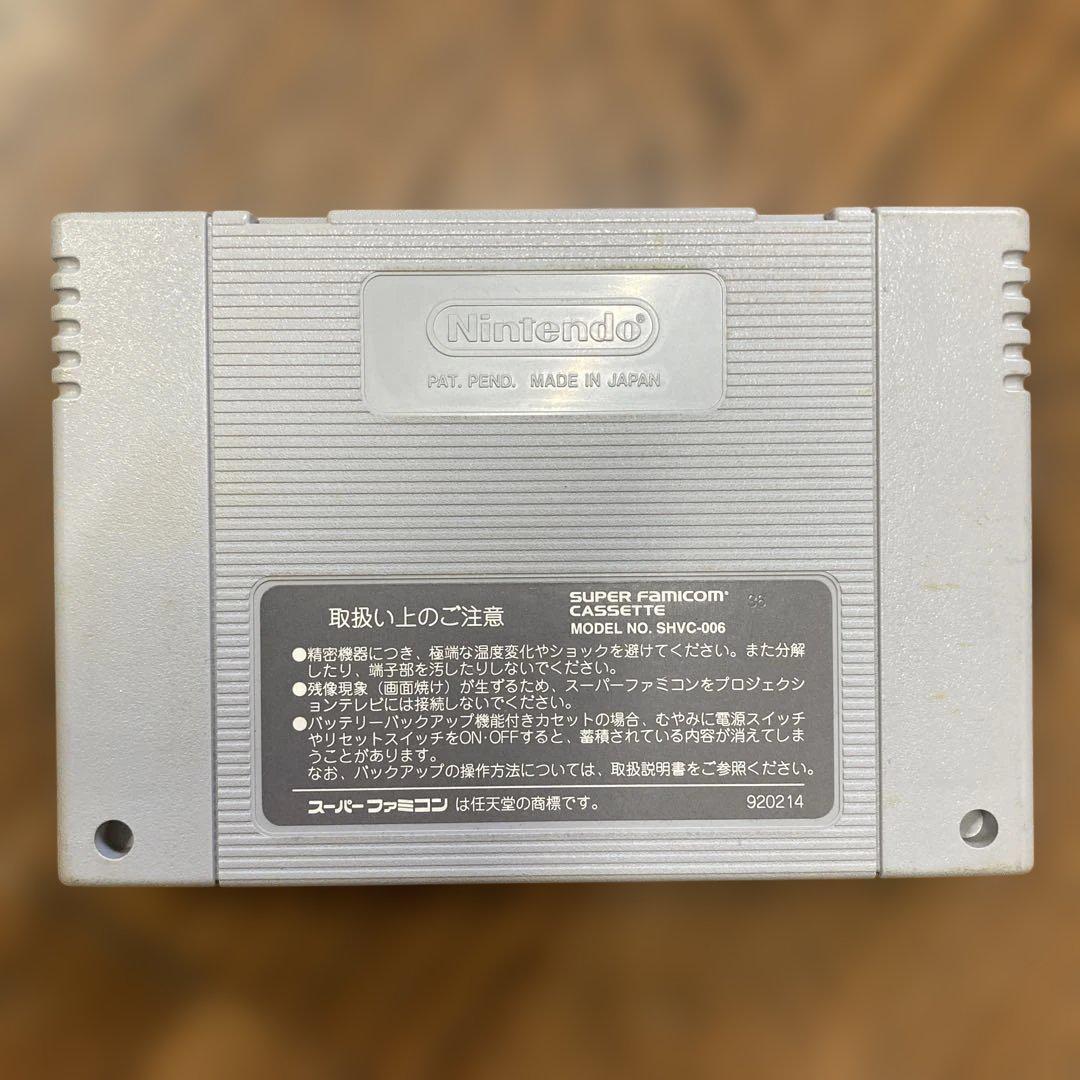 Nintendo®
PAT. PEND. MADE IN JAPAN
取扱い上のご注意
SUPER FAMICOM
CASSETTE
MODEL NO. SHVC-006
●精密機器につき、極端な温度変化やショックを避けてください。また分解
したり、端子部を汚したりしないでください。
●残像現象（画面焼け）が生ずるため、スーパーファミコンをプロジェクシ
ョンテレビには接続しないでください。
●バッテリーバックアップ機能付きカセットの場合、むやみに電源スイッチ
やリセットスイッチをON·OFFすると、蓄積されている内容が消えてしま
うことがあります。
なお、バックアップの操作方法については、取扱説明書をご参照ください。
スーパーファミコン は任天堂の商標です。 920214